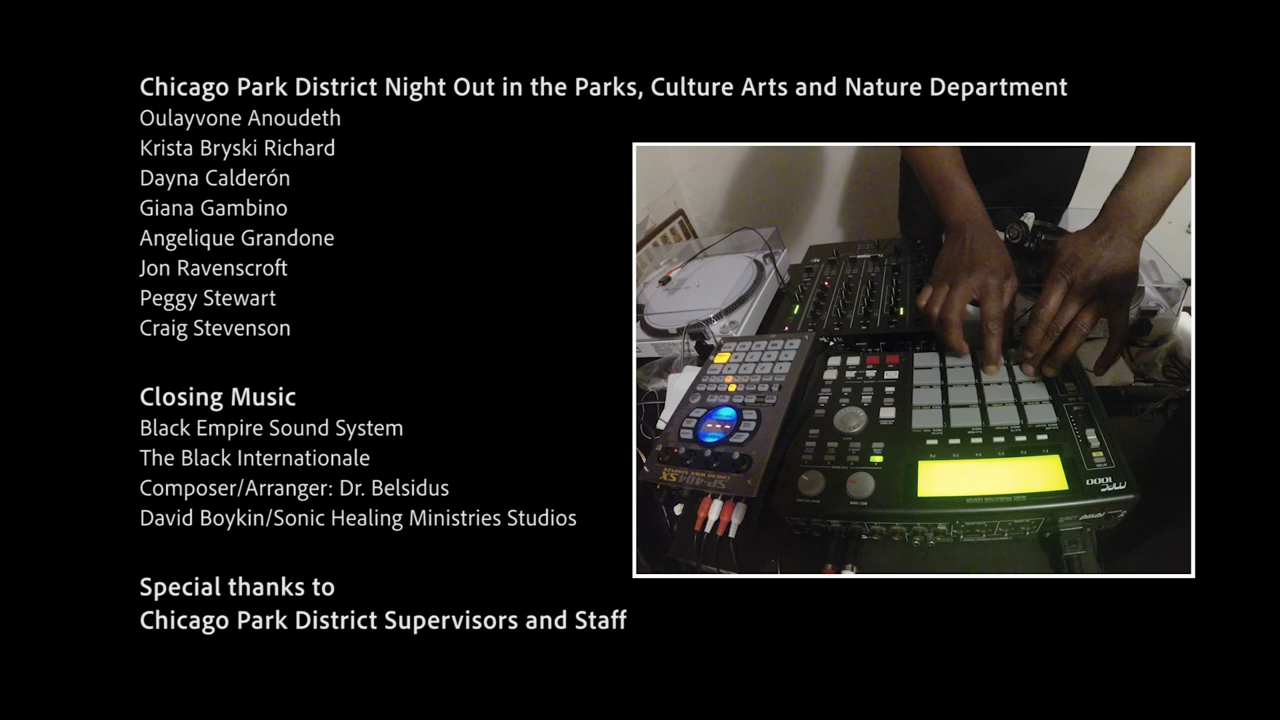 Chicago Park District Night Out in the Parks, Culture Arts and Nature Department
Oulayvone Anoudeth
Krista Bryski Richard
Dayna Calderón
Giana Gambino
Angelique Grandone
Jon Ravenscroft
Peggy Stewart
Craig Stevenson
Closing Music
Black Empire Sound System
The Black Internationale
Composer/Arranger: Dr. Belsidus
David Boykin/Sonic Healing Ministries Studios
Special thanks to
Chicago Park District Supervisors and Staff
SP-404SX
MPC 1000
AKAI